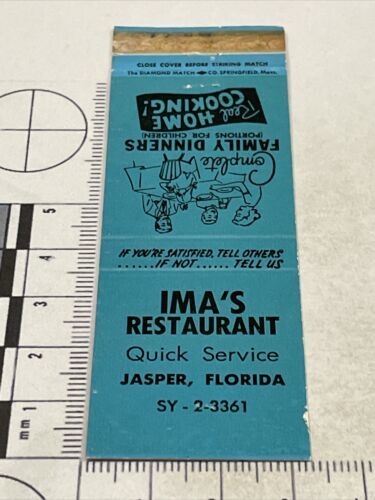 CLOSE COVER BEFORE STRIKING MATCH
The DIAMOND MATCH CO. SPRINGFIELD, Mass.
Real HOME
COOKING!
Complete
FAMILY DINNERS
(PORTIONS FOR CHILDREN)
IF YOU'RE SATISFIED, TELL OTHERS
......IF NOT...... TELL US
IMA'S
RESTAURANT
Quick Service
JASPER, FLORIDA
SY - 2-3361
5
4
3
2
1
mm